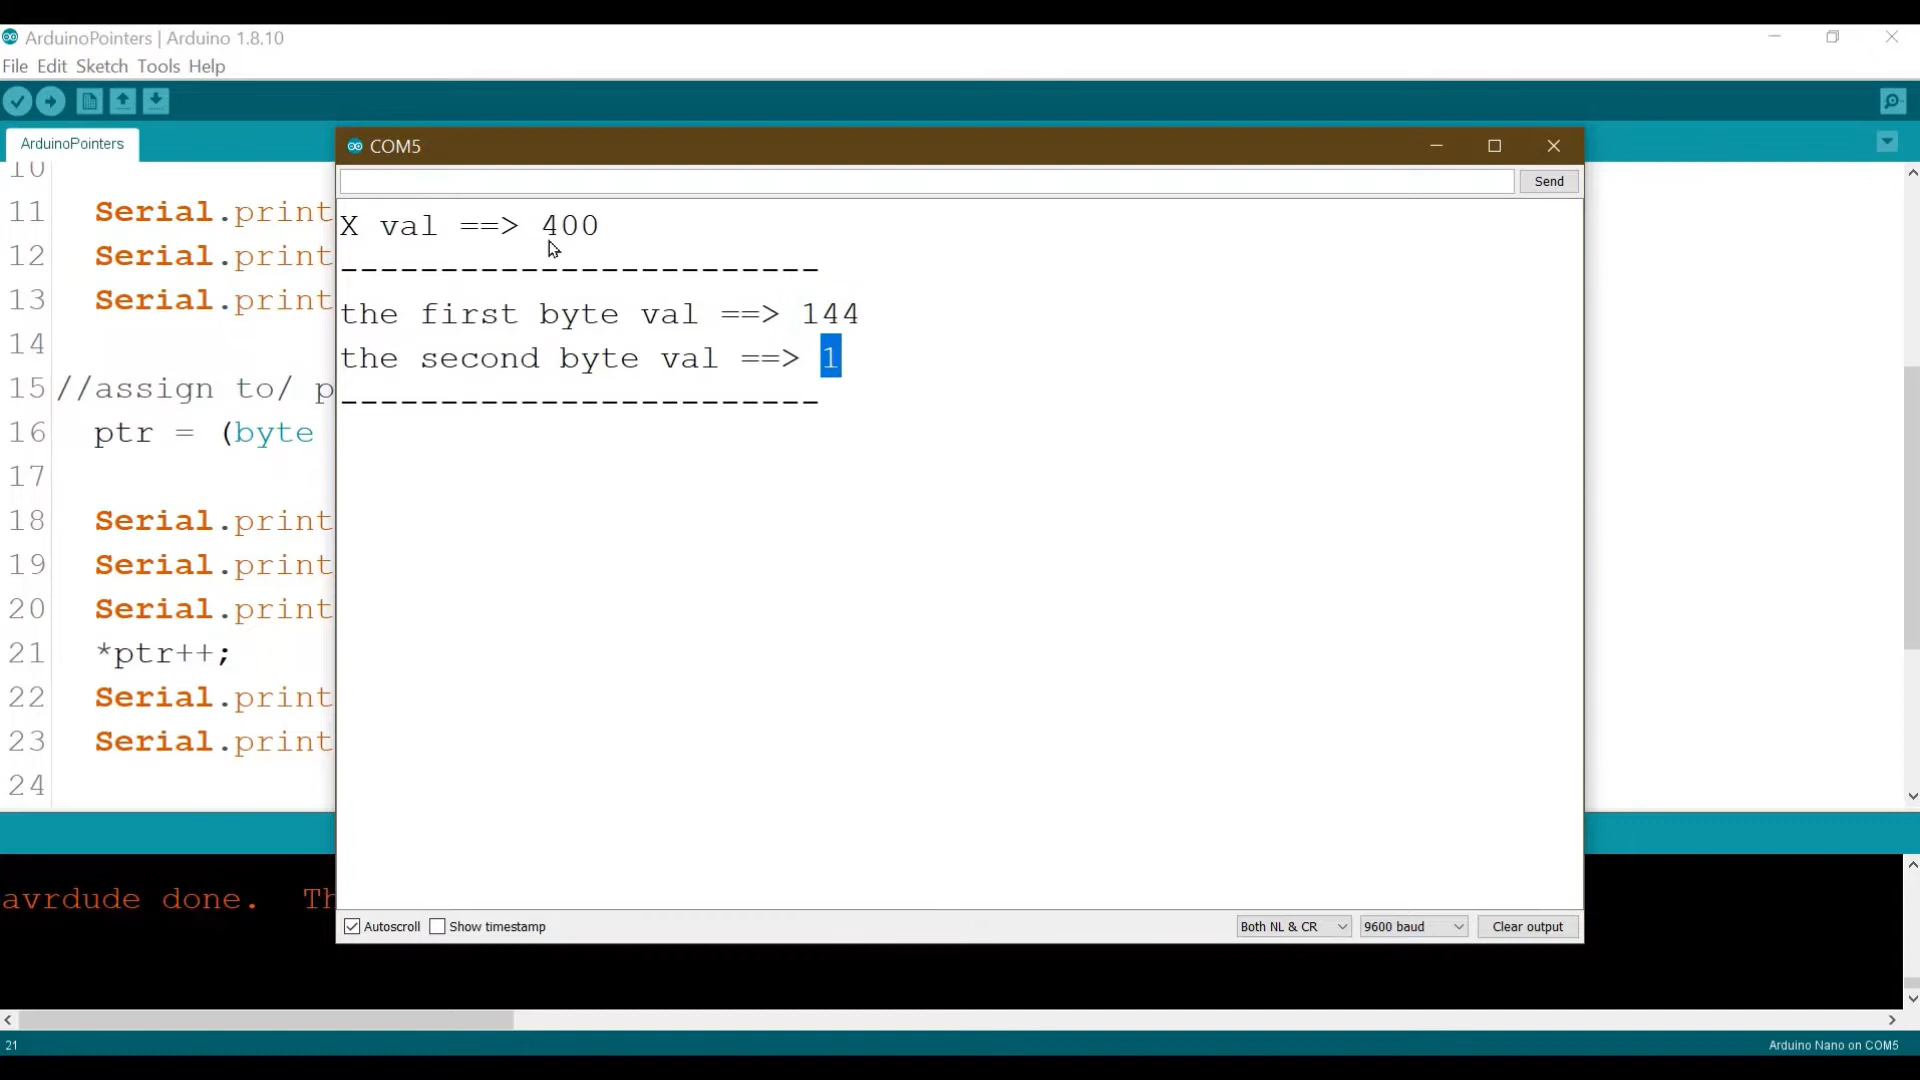 ArduinoPointers | Arduino 1.8.10
File Edit Sketch Tools Help
ArduinoPointers
COM5
Send
X val ==> 400
------------------------
the first byte val ==> 144
the second byte val ==> 1
------------------------
10
11 Serial.print
12 Serial.print
13 Serial.print
14
15 //assign to/ p
16 ptr = (byte
17
18 Serial.print
19 Serial.print
20 Serial.print
21 *ptr++;
22 Serial.print
23 Serial.print
24
Autoscroll Show timestamp Both NL & CR 9600 baud Clear output
avrdude done. Th
21 Arduino Nano on COM5